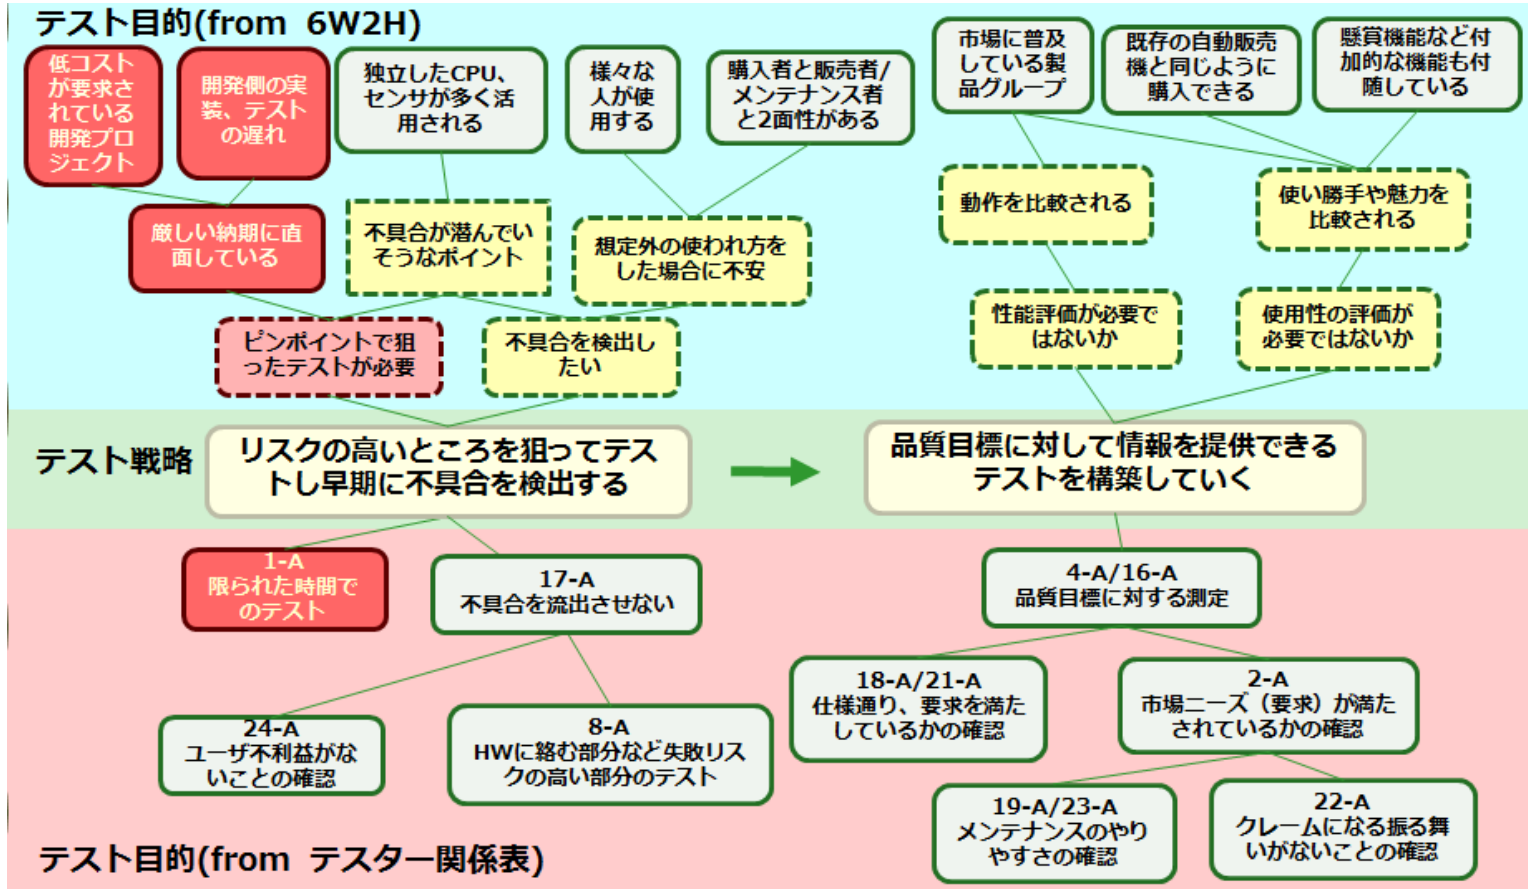 テスト目的(from 6W2H)
低コスト
が要求さ
れている
開発プロ
ジェクト
開発側の実
装、テスト
の遅れ
独立したCPU、
センサが多く活
用される
様々な
人が使
用する
購入者と販売者/
メンテナンス者
と2面性がある
市場に普及
している製
品グループ
既存の自動販売
機と同じように
購入できる
懸賞機能など付
加的な機能も付
随している
厳しい納期に直
面している
不具合が潜んでい
そうなポイント
想定外の使われ方を
した場合に不安
動作を比較される
使い勝手や魅力を
比較される
ピンポイントで狙
ったテストが必要
不具合を検出し
たい
性能評価が必要で
はないか
使用性の評価が
必要ではないか
テスト戦略
リスクの高いところを狙ってテス
トし早期に不具合を検出する
品質目標に対して情報を提供できる
テストを構築していく
1-A
限られた時間で
のテスト
17-A
不具合を流出させない
4-A/16-A
品質目標に対する測定
24-A
ユーザ不利益がな
いことの確認
8-A
HWに絡む部分など失敗リス
クの高い部分のテスト
18-A/21-A
仕様通り、要求を満た
しているかの確認
2-A
市場ニーズ（要求）が満た
されているかの確認
19-A/23-A
メンテナンスのやり
やすさの確認
22-A
クレームになる振る舞
いがないことの確認
テスト目的(from テスター関係表)